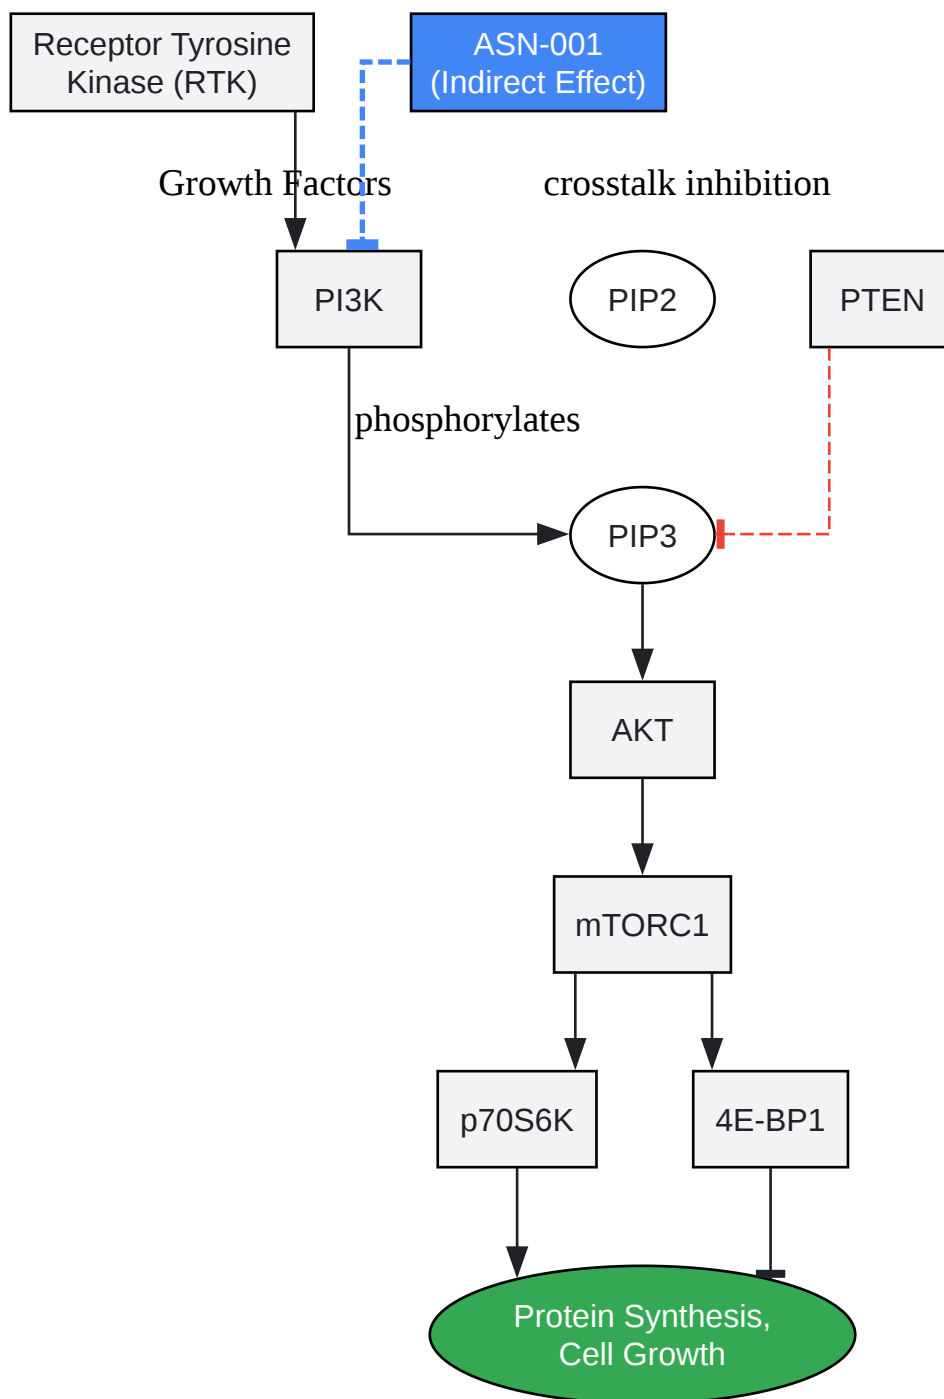 Receptor Tyrosine
Kinase (RTK)
ASN-001
(Indirect Effect)
Growth Factors
crosstalk inhibition
PI3K
PIP2
PTEN
phosphorylates
PIP3
AKT
mTORC1
p70S6K
4E-BP1
Protein Synthesis,
Cell Growth